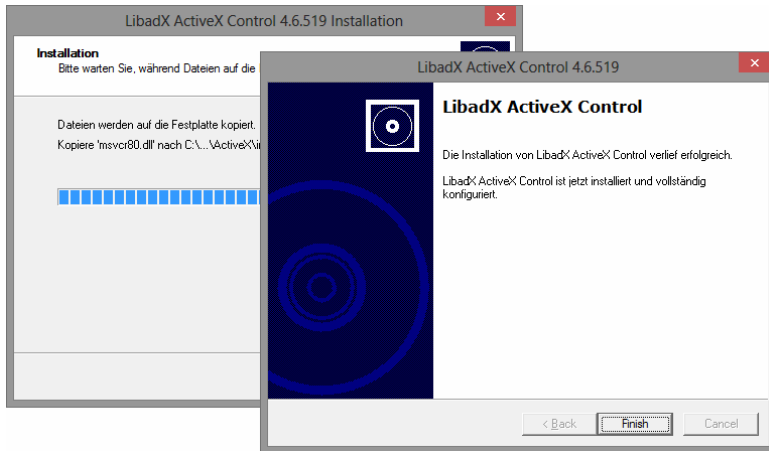 LibadX ActiveX Control 4.6.519 Installation
Installation
Bitte warten Sie, während Dateien auf die
Dateien werden auf die Festplatte kopiert.
Kopiere 'msvcr80.dll' nach C:\...\ActiveX\
LibadX ActiveX Control 4.6.519
LibadX ActiveX Control
Die Installation von LibadX ActiveX Control verlief erfolgreich.
LibadX ActiveX Control ist jetzt installiert und vollständig
konfiguriert.
< Back
Finish
Cancel